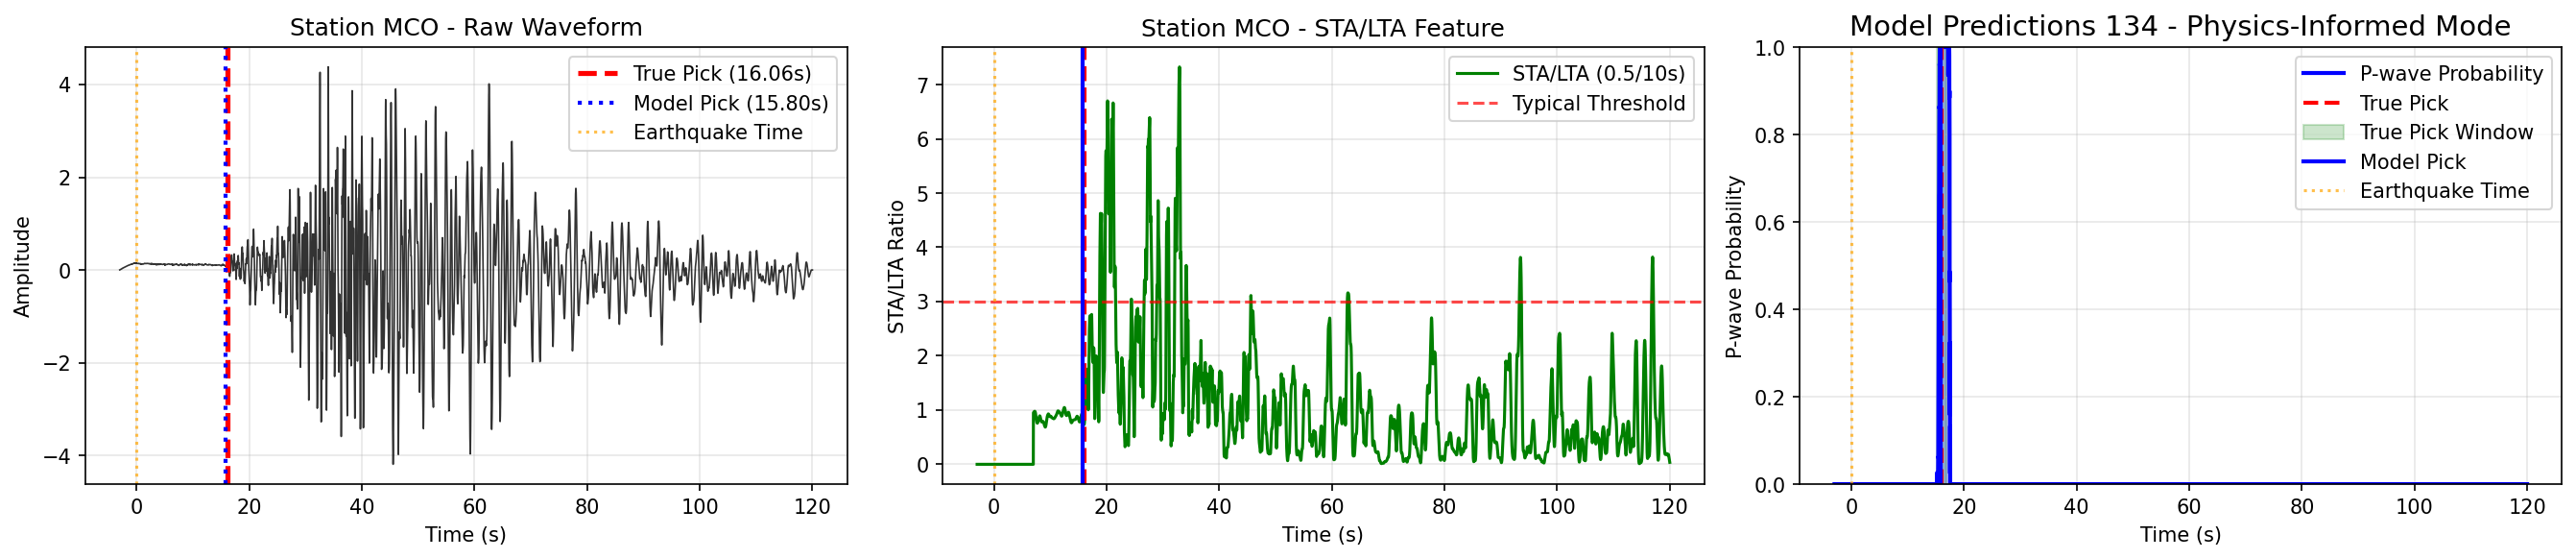 Station MCO - Raw Waveform
Amplitude
4
2
0
−2
−4
True Pick (16.06s)
Model Pick (15.80s)
Earthquake Time
0 20 40 60 80 100 120
Time (s)
Station MCO - STA/LTA Feature
STA/LTA Ratio
7
6
5
4
3
2
1
0
STA/LTA (0.5/10s)
Typical Threshold
0 20 40 60 80 100 120
Time (s)
Model Predictions 134 - Physics-Informed Mode
P-wave Probability
1.0
0.8
0.6
0.4
0.2
0.0
P-wave Probability
True Pick
True Pick Window
Model Pick
Earthquake Time
0 20 40 60 80 100 120
Time (s)